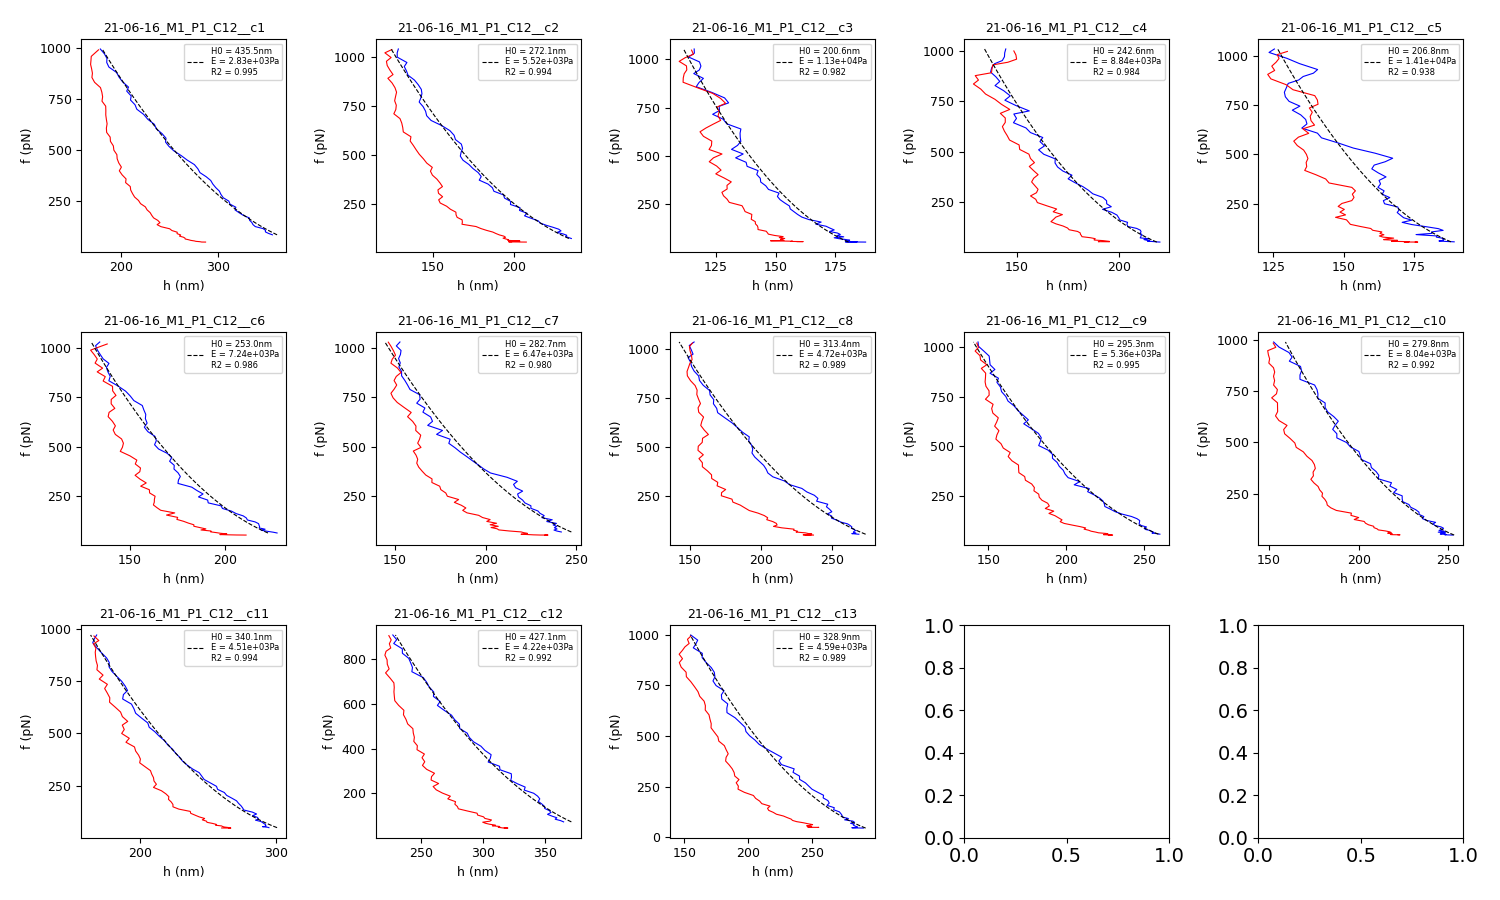 21-06-16_M1_P1_C12__c1
H0 = 435.5nm
E = 2.83e+03Pa
R2 = 0.995
1000
750
500
250
f (pN)
200 300
h (nm)
21-06-16_M1_P1_C12__c2
H0 = 272.1nm
E = 5.52e+03Pa
R2 = 0.994
1000
750
500
250
f (pN)
150 200
h (nm)
21-06-16_M1_P1_C12__c3
H0 = 200.6nm
E = 1.13e+04Pa
R2 = 0.982
1000
750
500
250
f (pN)
125 150 175
h (nm)
21-06-16_M1_P1_C12__c4
H0 = 242.6nm
E = 8.84e+03Pa
R2 = 0.984
1000
750
500
250
f (pN)
150 200
h (nm)
21-06-16_M1_P1_C12__c5
H0 = 206.8nm
E = 1.41e+04Pa
R2 = 0.938
1000
750
500
250
f (pN)
125 150 175
h (nm)
21-06-16_M1_P1_C12__c6
H0 = 253.0nm
E = 7.24e+03Pa
R2 = 0.986
1000
750
500
250
f (pN)
150 200
h (nm)
21-06-16_M1_P1_C12__c7
H0 = 282.7nm
E = 6.47e+03Pa
R2 = 0.980
1000
750
500
250
f (pN)
150 200 250
h (nm)
21-06-16_M1_P1_C12__c8
H0 = 313.4nm
E = 4.72e+03Pa
R2 = 0.989
1000
750
500
250
f (pN)
150 200 250
h (nm)
21-06-16_M1_P1_C12__c9
H0 = 295.3nm
E = 5.36e+03Pa
R2 = 0.995
1000
750
500
250
f (pN)
150 200 250
h (nm)
21-06-16_M1_P1_C12__c10
H0 = 279.8nm
E = 8.04e+03Pa
R2 = 0.992
1000
750
500
250
f (pN)
150 200 250
h (nm)
21-06-16_M1_P1_C12__c11
H0 = 340.1nm
E = 4.51e+03Pa
R2 = 0.994
1000
750
500
250
f (pN)
200 300
h (nm)
21-06-16_M1_P1_C12__c12
H0 = 427.1nm
E = 4.22e+03Pa
R2 = 0.992
800
600
400
200
f (pN)
250 300 350
h (nm)
21-06-16_M1_P1_C12__c13
H0 = 328.9nm
E = 4.59e+03Pa
R2 = 0.989
1000
750
500
250
0
f (pN)
150 200 250
h (nm)
1.0
0.8
0.6
0.4
0.2
0.0
0.0 0.5 1.0
1.0
0.8
0.6
0.4
0.2
0.0
0.0 0.5 1.0